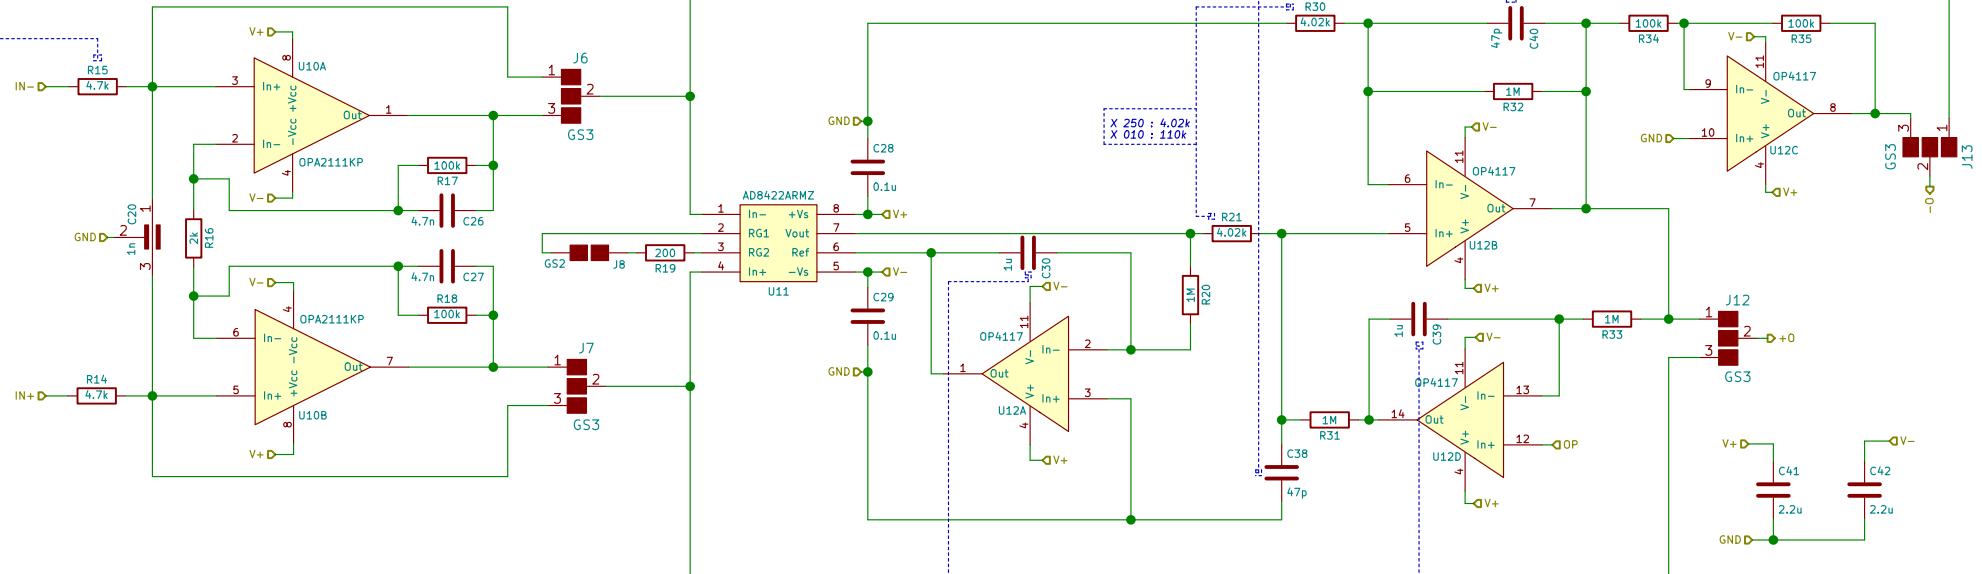 IN-
R15
4.7k
V+
8
U10A
3
In+
+Vcc
-Vcc
Out
1
2
In-
OPA2111KP
4
V-
J6
1
2
3
GS3
100k
R17
4.7n
C26
C20
1
2
3
1n
GND
2k
R16
4.7n
C27
R18
100k
V-
4
OPA2111KP
6
In-
-Vcc
+Vcc
Out
7
5
In+
U10B
8
V+
IN+
R14
4.7k
J7
1
2
3
GS3
GS2
J8
200
R19
AD8422ARMZ
1
2
3
4
In-
RG1
RG2
In+
+Vs
Vout
Ref
-Vs
8
7
6
5
U11
V+
V-
GND
C28
0.1u
C29
0.1u
GND
1u
C30
V-
11
OP4117
V-
In-
2
1
Out
V+
In+
3
U12A
4
V+
1M
R20
R21
4.02k
X 250 : 4.02k
X 010 : 110k
R30
4.02k
47p
C40
1M
R32
V-
11
OP4117
6
In-
V-
Out
7
V+
5
In+
U12B
4
V+
100k
R34
100k
R35
V-
11
OP4117
9
In-
V-
Out
8
GND
10
In+
V+
U12C
4
V+
GS3
3
2
1
J13
-O
1u
C39
1M
R33
V-
11
OP4117
V-
In-
13
14
Out
V+
In+
12
OP
U12D
4
V+
1M
R31
C38
47p
J12
1
2
3
+O
GS3
V+
C41
2.2u
V-
C42
2.2u
GND